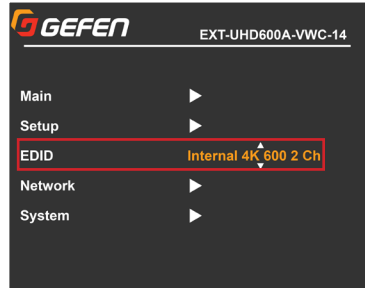 GEFEN
EXT-UHD600A-VWC-14
Main
Setup
EDID Internal 4K 600 2 Ch
Network
System